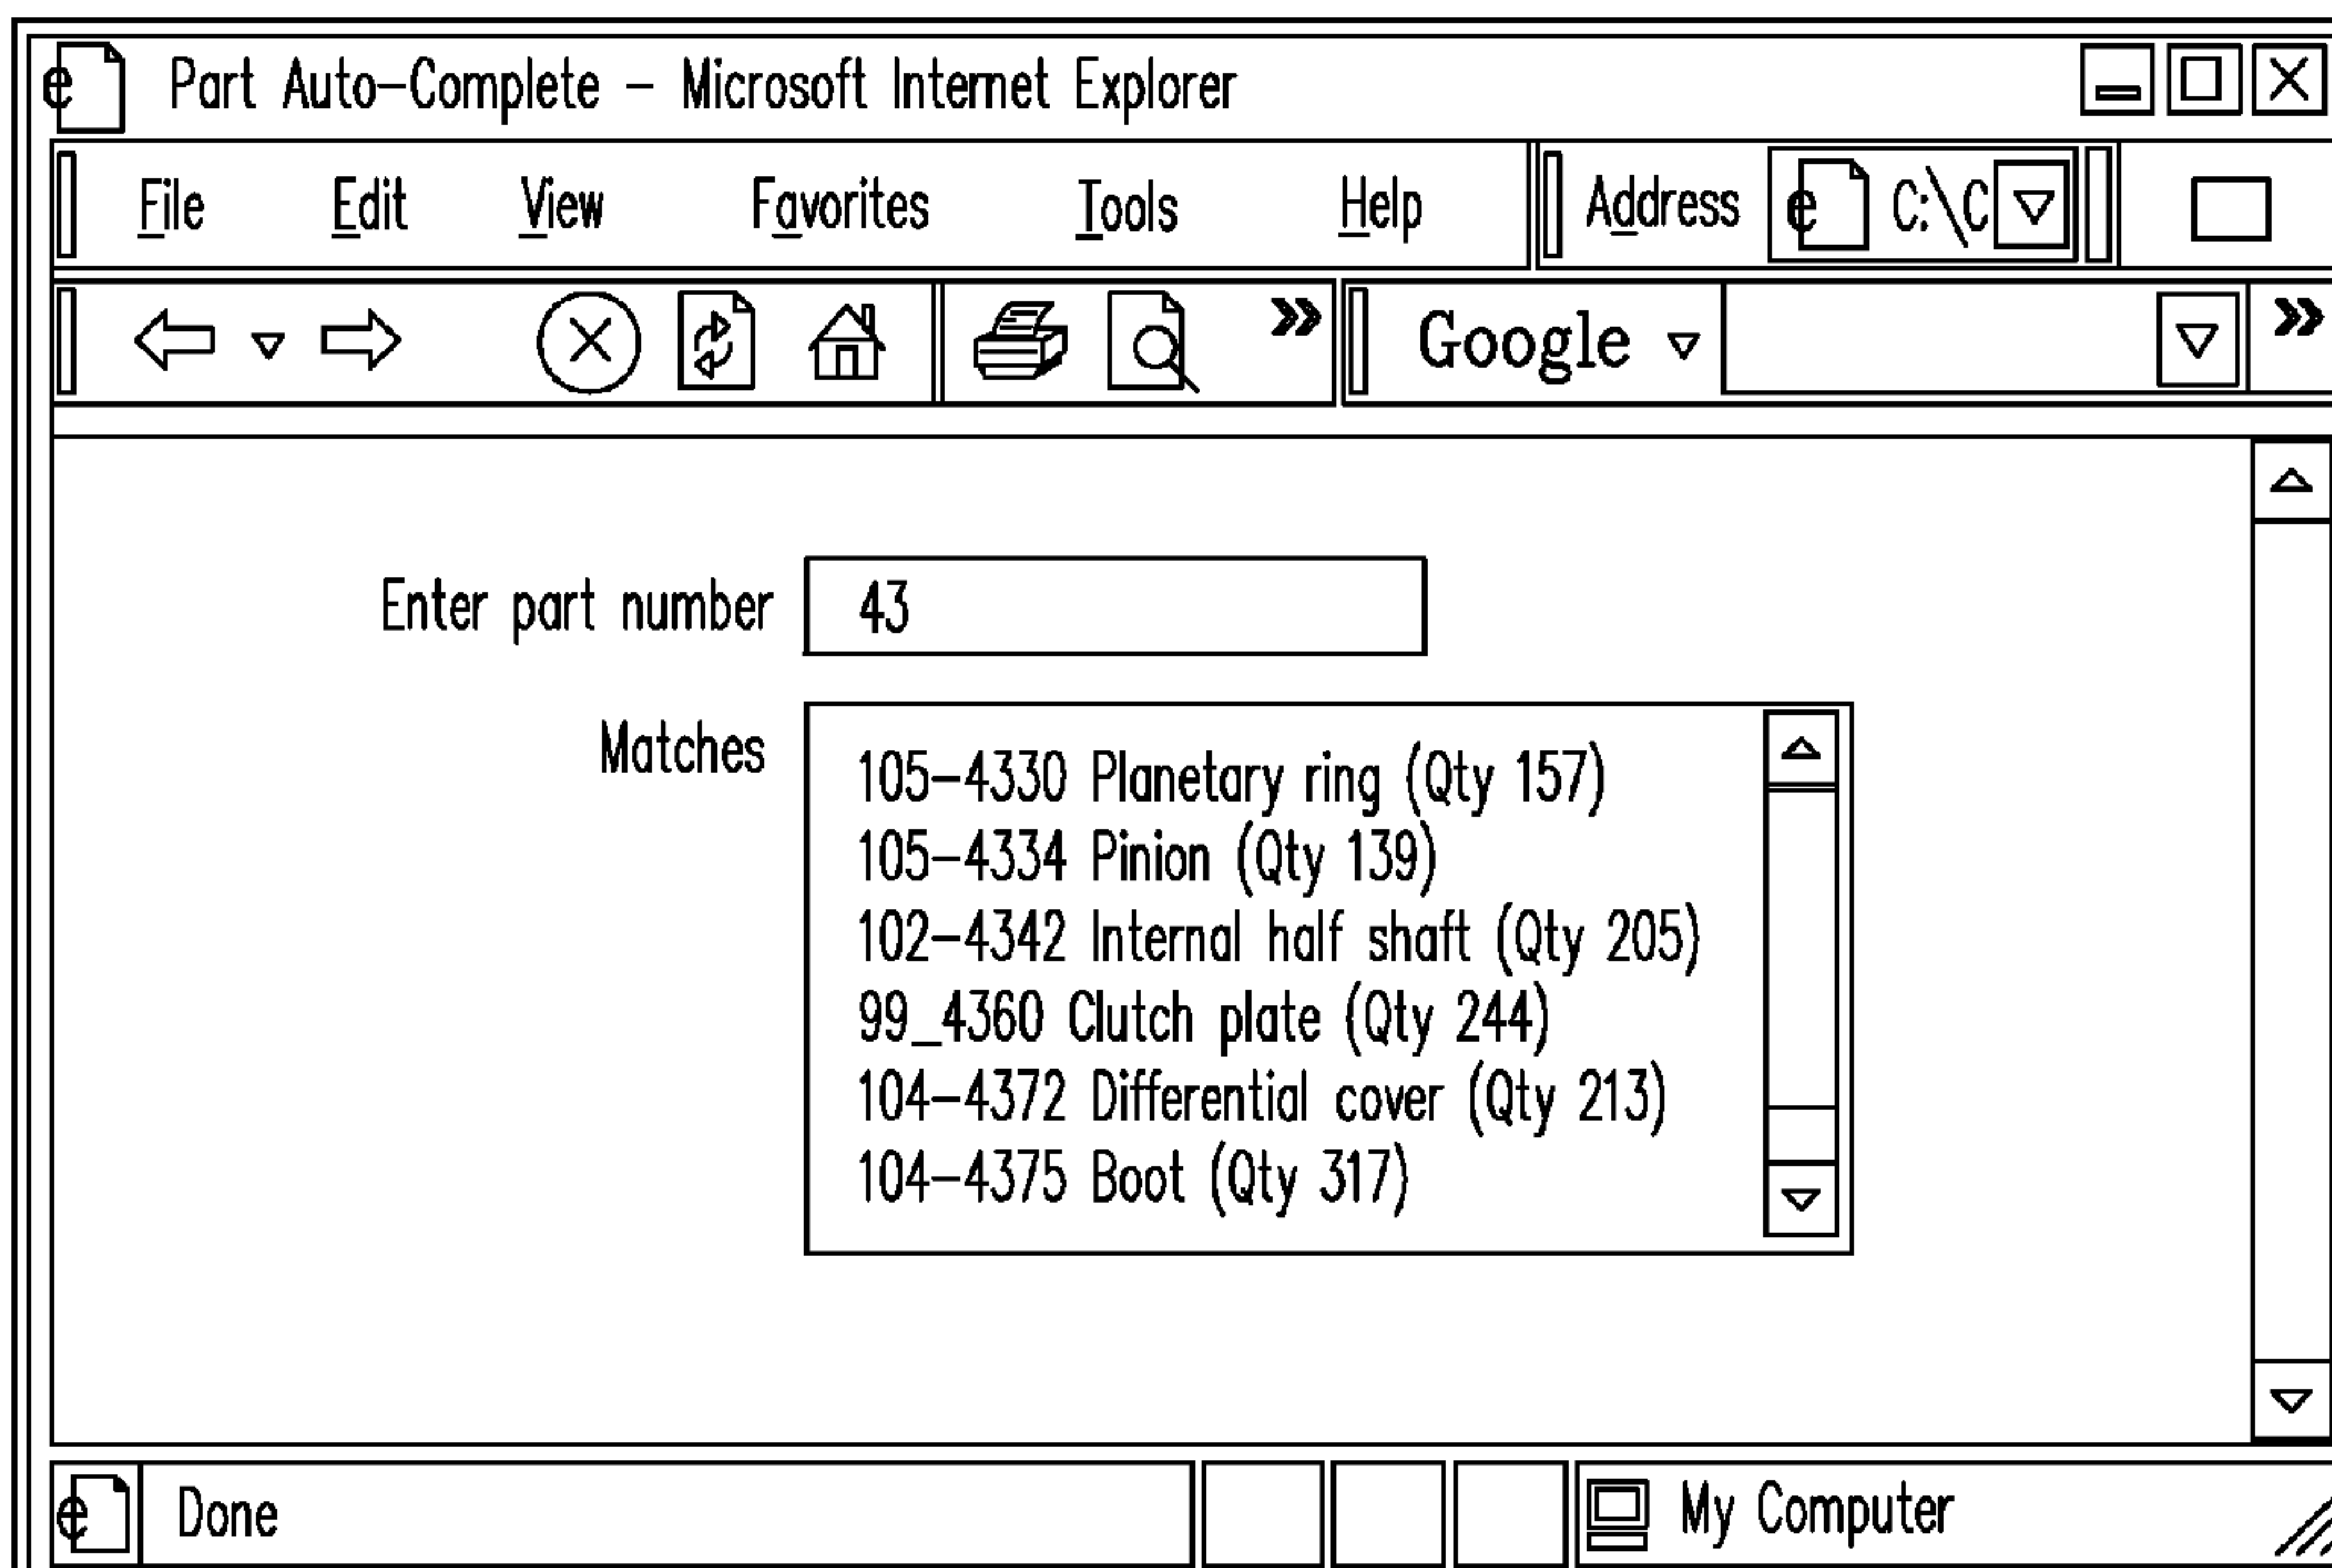 Part Auto-Complete - Microsoft Internet Explorer
File Edit View Favorites Tools Help Address C:\C
Google
Enter part number 43
Matches
105-4330 Planetary ring (Qty 157)
105-4334 Pinion (Qty 139)
102-4342 Internal half shaft (Qty 205)
99_4360 Clutch plate (Qty 244)
104-4372 Differential cover (Qty 213)
104-4375 Boot (Qty 317)
Done My Computer